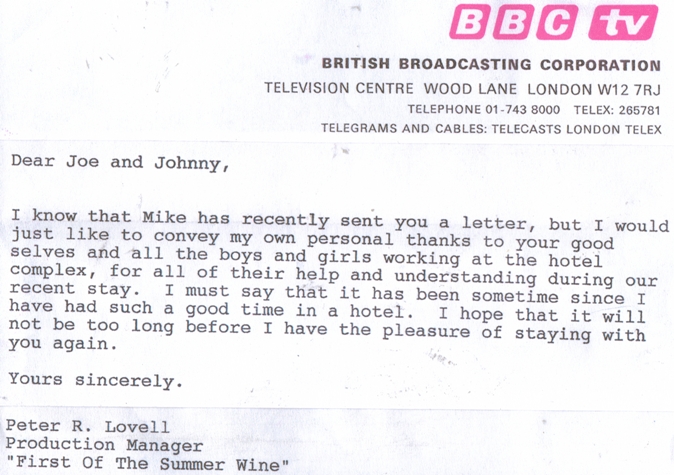 BBC tv
BRITISH BROADCASTING CORPORATION
TELEVISION CENTRE WOOD LANE LONDON W12 7RJ
TELEPHONE 01-743 8000 TELEX: 265781
TELEGRAMS AND CABLES: TELECASTS LONDON TELEX
Dear Joe and Johnny,
I know that Mike has recently sent you a letter, but I would
just like to convey my own personal thanks to your good
selves and all the boys and girls working at the hotel
complex, for all of their help and understanding during our
recent stay. I must say that it has been sometime since I
have had such a good time in a hotel. I hope that it will
not be too long before I have the pleasure of staying with
you again.
Yours sincerely.
Peter R. Lovell
Production Manager
"First Of The Summer Wine"